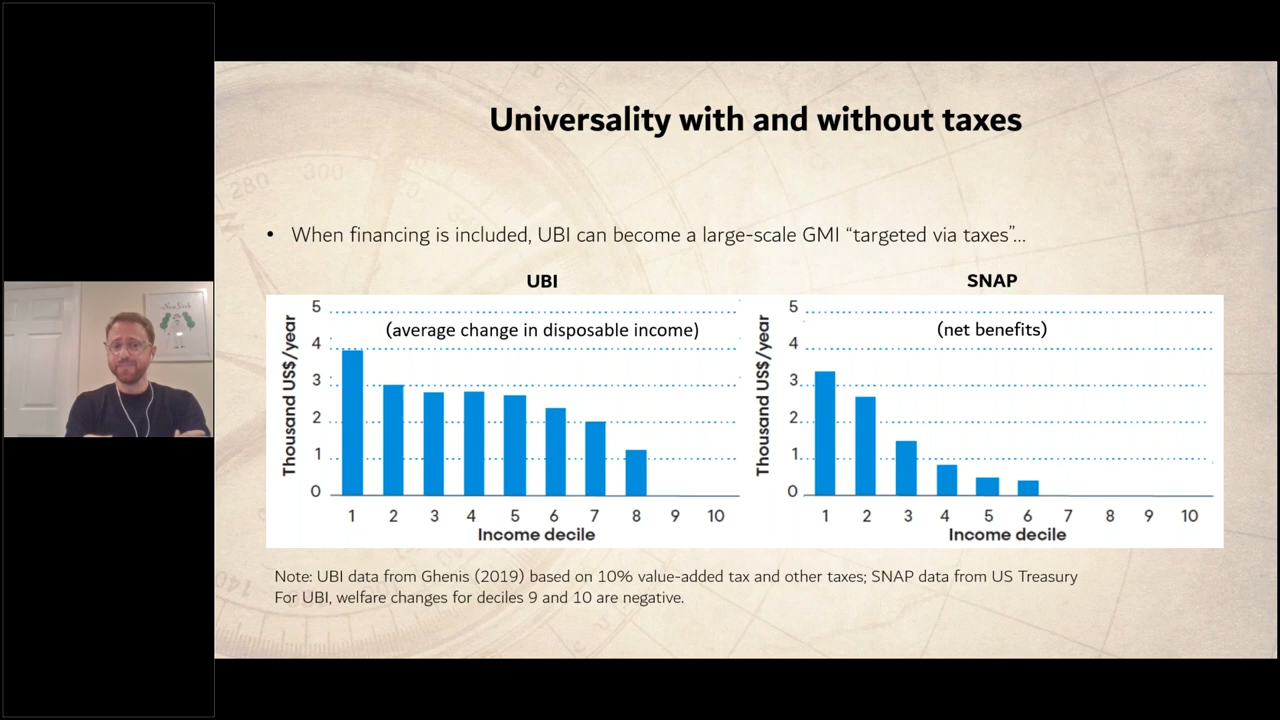 Universality with and without taxes
• When financing is included, UBI can become a large-scale GMI “targeted via taxes”...
UBI
(average change in disposable income)
Thousand US$/year
5
4
3
2
1
0
1 2 3 4 5 6 7 8 9 10
Income decile
SNAP
(net benefits)
Thousand US$/year
5
4
3
2
1
0
1 2 3 4 5 6 7 8 9 10
Income decile
Note: UBI data from Ghenis (2019) based on 10% value-added tax and other taxes; SNAP data from US Treasury
For UBI, welfare changes for deciles 9 and 10 are negative.
280
300
140